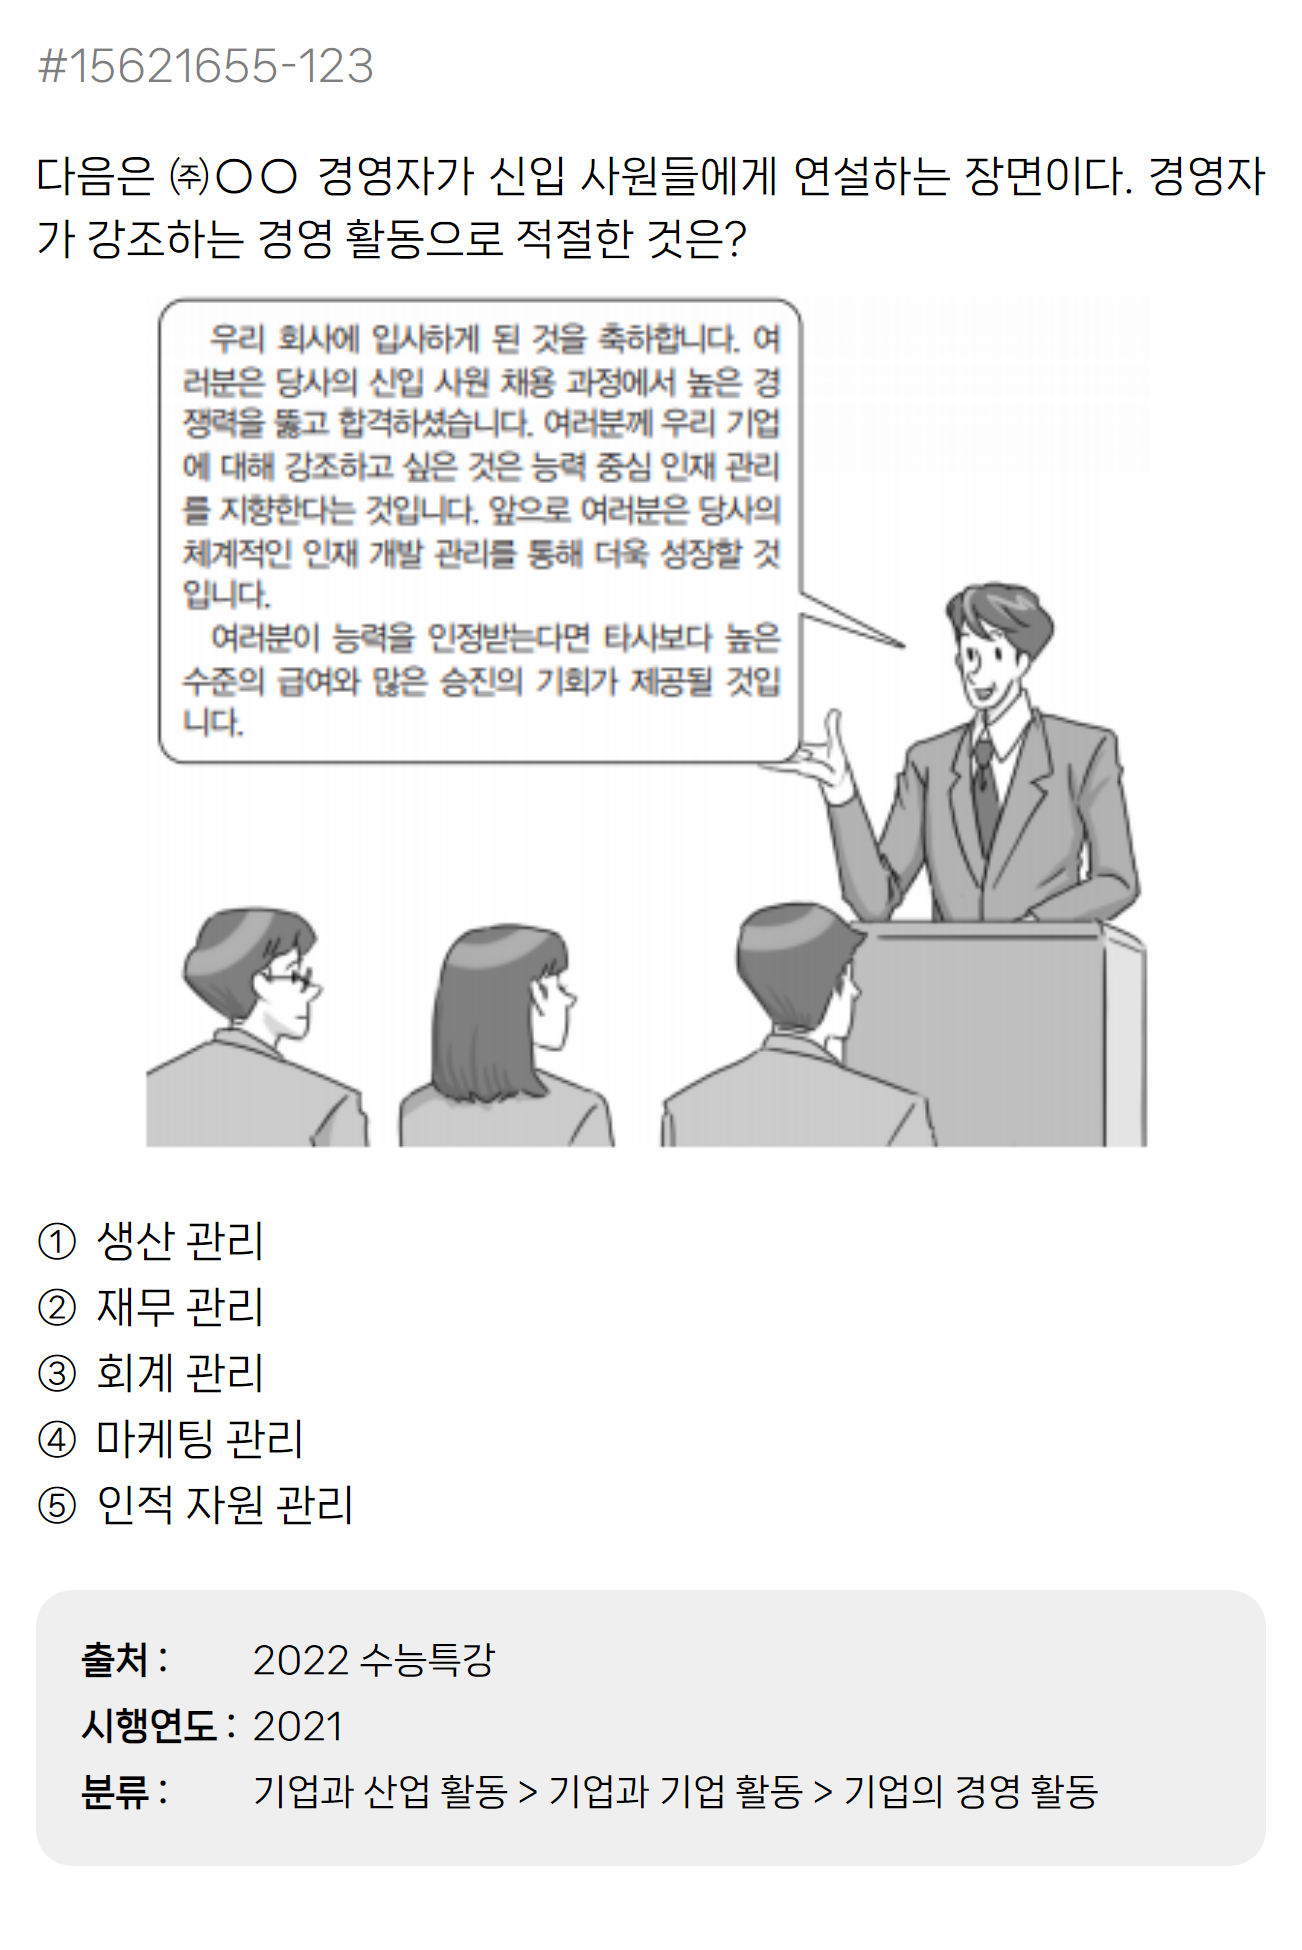 #15621655-123
다음은 ㈜○○ 경영자가 신입 사원들에게 연설하는 장면이다. 경영자
가 강조하는 경영 활동으로 적절한 것은?
우리 회사에 입사하게 된 것을 축하합니다. 여
러분은 당사의 신입 사원 채용 과정에서 높은 경
쟁력을 뚫고 합격하셨습니다. 여러분께 우리 기업
에 대해 강조하고 싶은 것은 능력 중심 인재 관리
를 지향한다는 것입니다. 앞으로 여러분은 당사의
체계적인 인재 개발 관리를 통해 더욱 성장할 것
입니다.
여러분이 능력을 인정받는다면 타사보다 높은
수준의 급여와 많은 승진의 기회가 제공될 것입
니다.
① 생산 관리
② 재무 관리
③ 회계 관리
④ 마케팅 관리
⑤ 인적 자원 관리
출처 : 2022 수능특강
시행연도 : 2021
분류 : 기업과 산업 활동 > 기업과 기업 활동 > 기업의 경영 활동